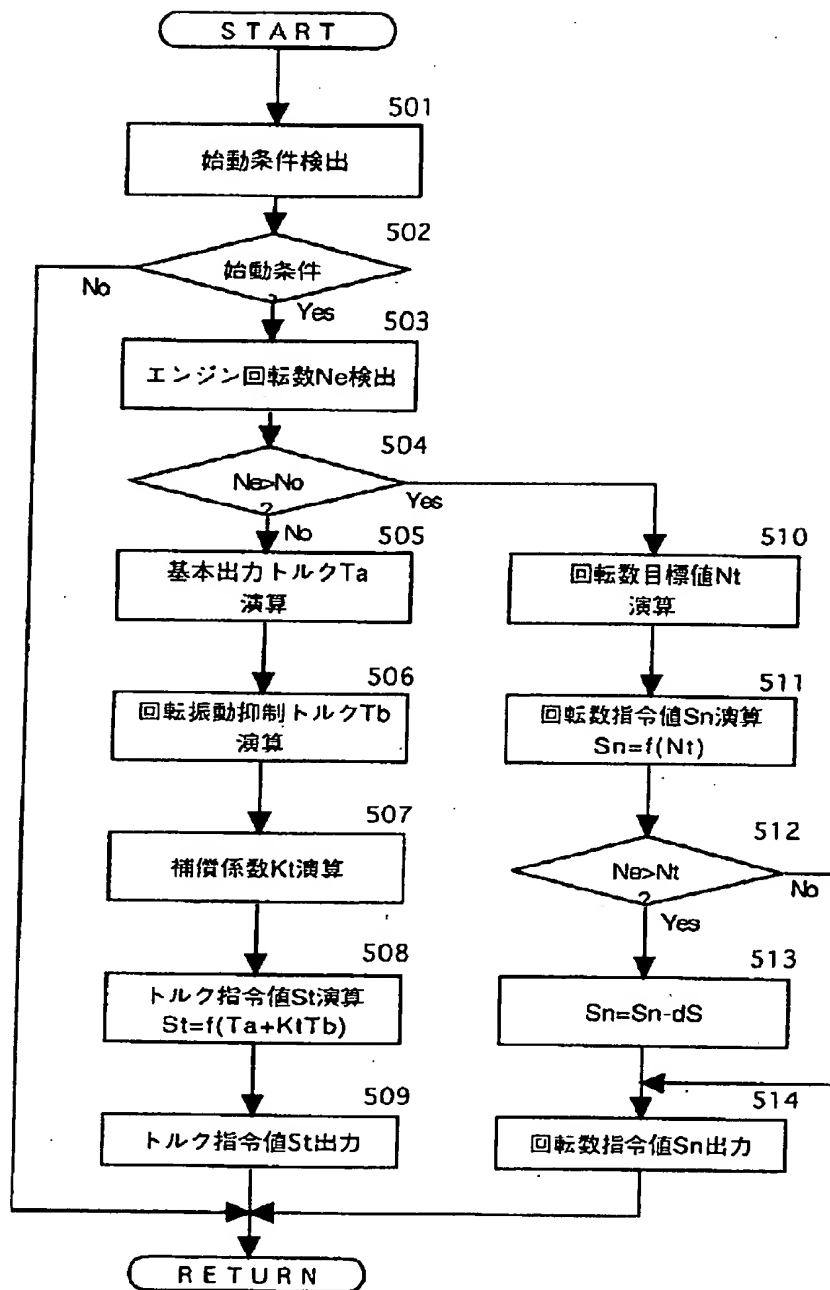 START
501
始動条件検出
502
始動条件
?
No
Yes
503
エンジン回転数Ne検出
504
Ne>No
?
Yes
No
505
基本出力トルクTa
演算
506
回転振動抑制トルクTb
演算
507
補償係数Kt演算
508
トルク指令値St演算
St=f(Ta+KtTb)
509
トルク指令値St出力
510
回転数目標値Nt
演算
511
回転数指令値Sn演算
Sn=f(Nt)
512
Ne>Nt
?
No
Yes
513
Sn=Sn-dS
514
回転数指令値Sn出力
RETURN